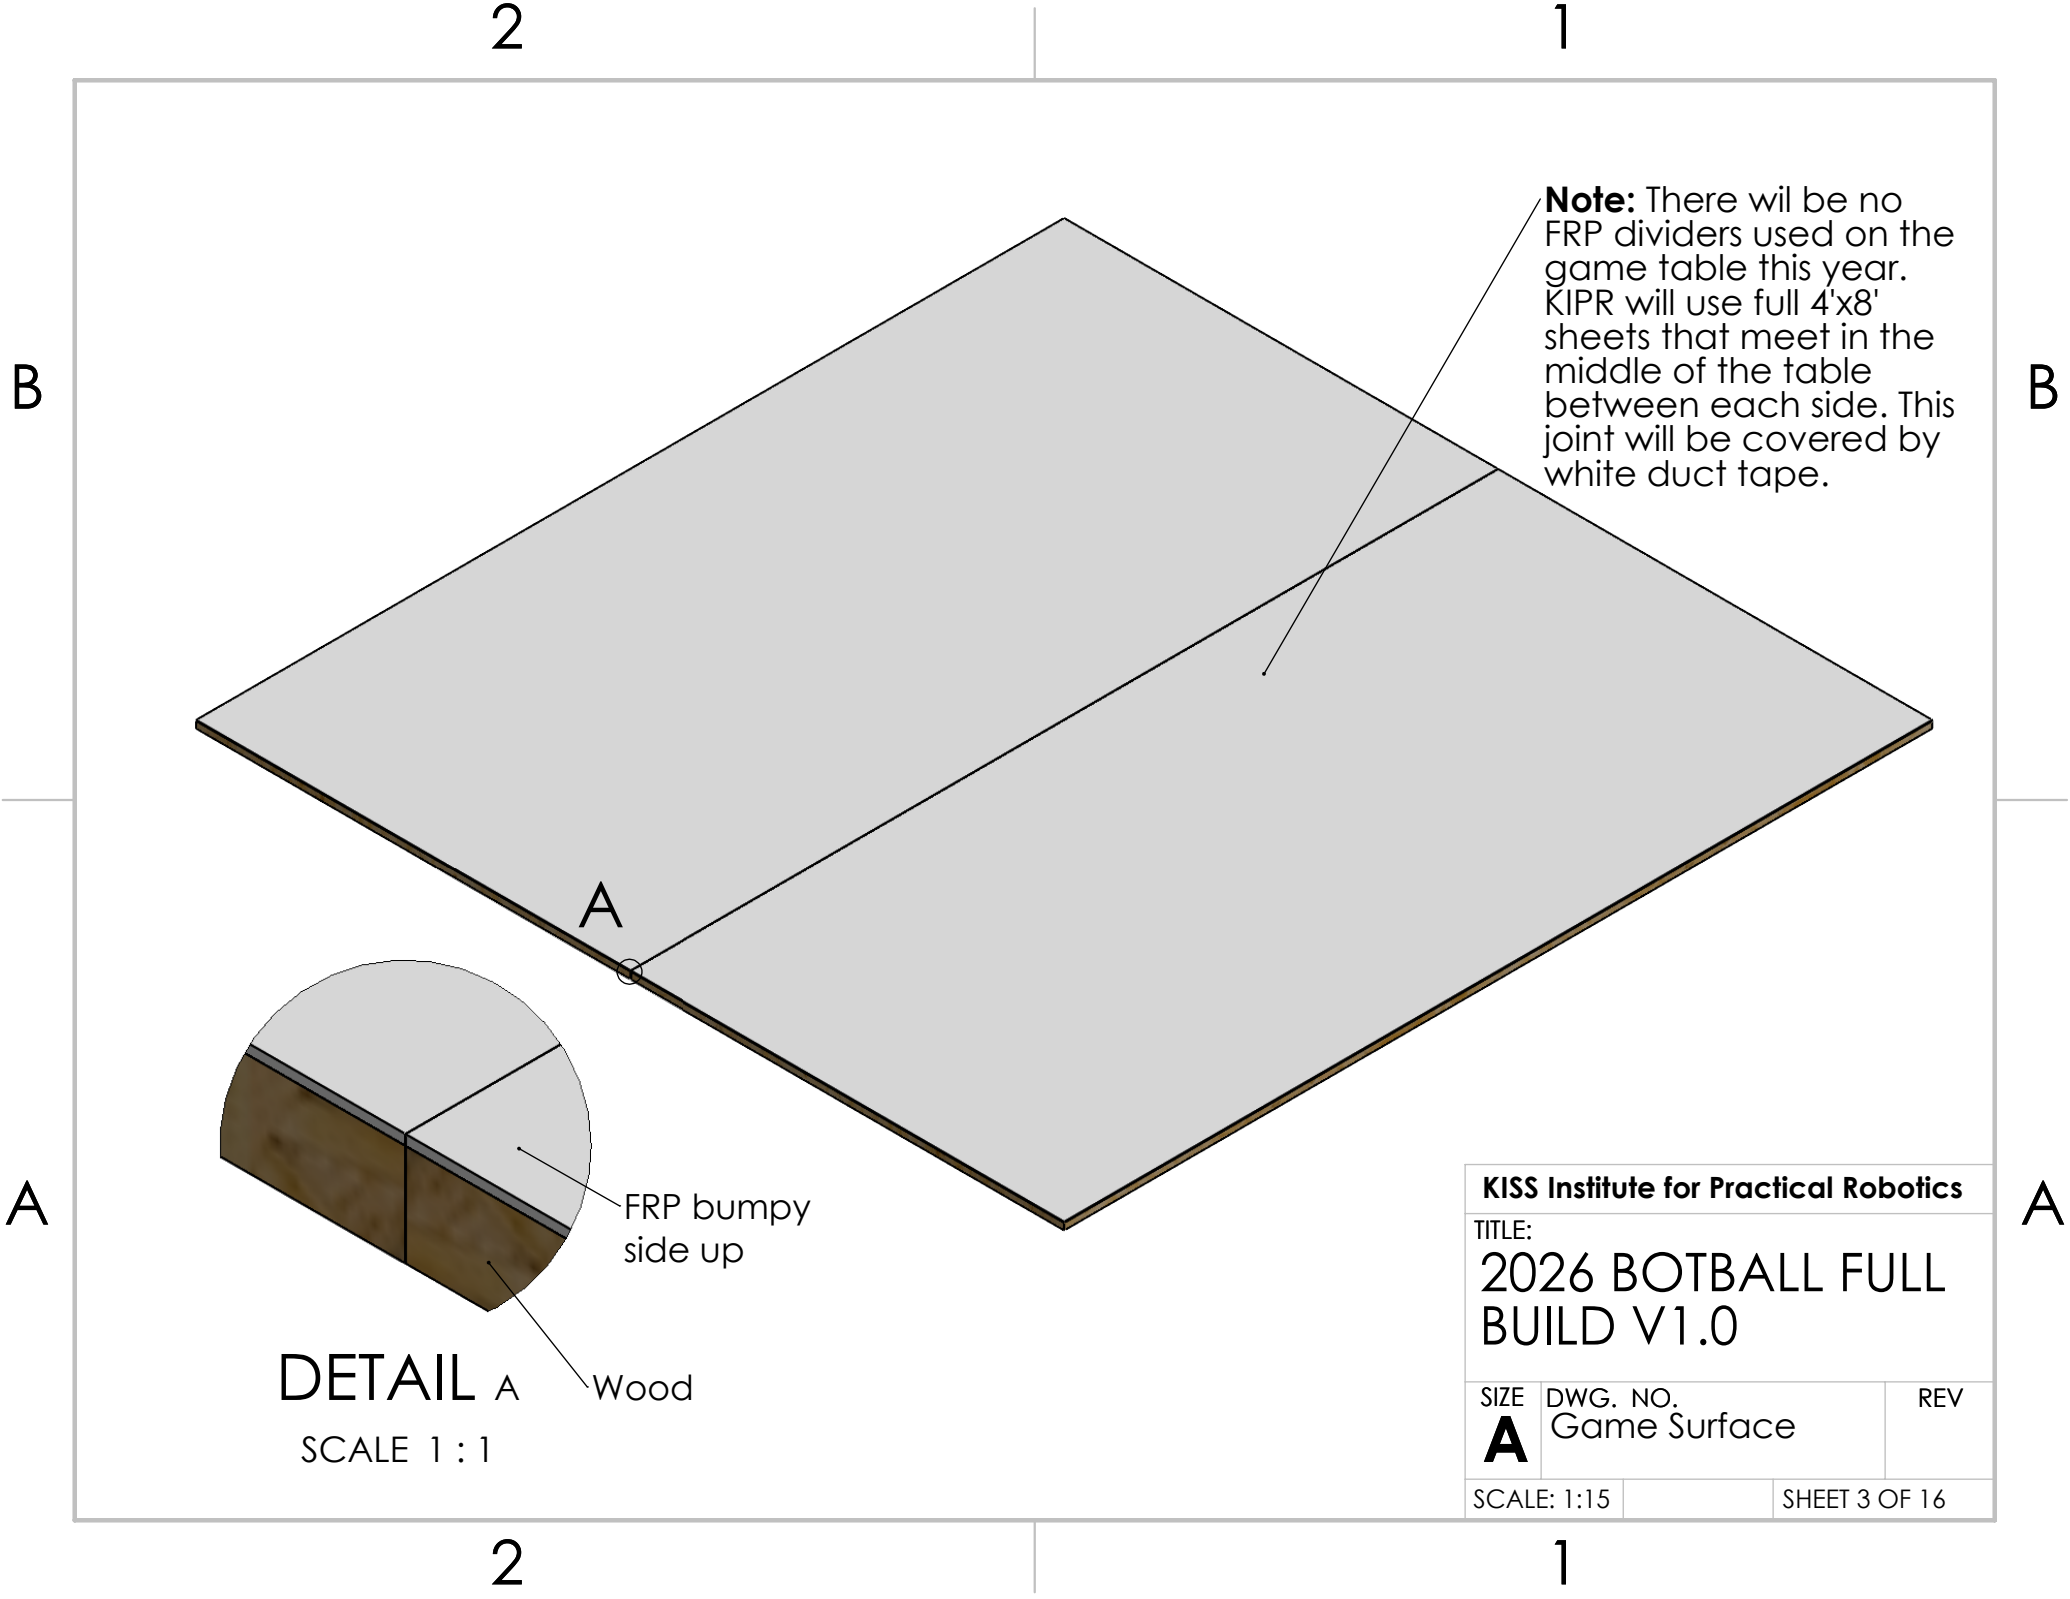 2 1
Note: There wil be no
FRP dividers used on the
game table this year.
KIPR will use full 4'x8'
sheets that meet in the
middle of the table
between each side. This
joint will be covered by
white duct tape.
B B
A
FRP bumpy
side up
Wood
DETAIL A
SCALE 1 : 1
A A
KISS Institute for Practical Robotics
TITLE:
2026 BOTBALL FULL
BUILD V1.0
SIZE DWG. NO. REV
A Game Surface
SCALE: 1:15 SHEET 3 OF 16
2 1